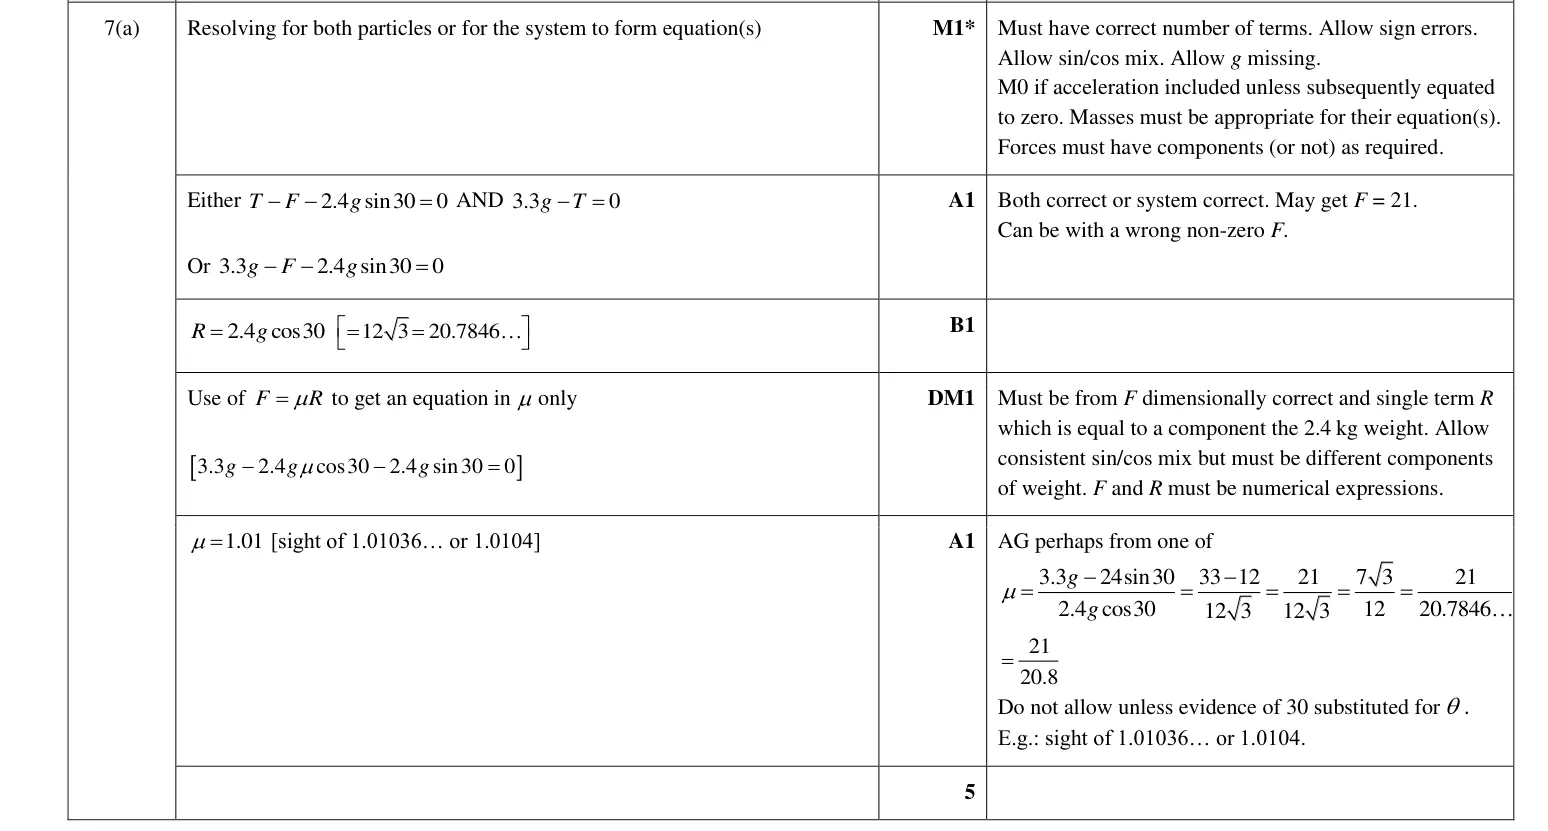 7(a)
Resolving for both particles or for the system to form equation(s)
M1*
Must have correct number of terms. Allow sign errors.
Allow sin/cos mix. Allow g missing.
M0 if acceleration included unless subsequently equated
to zero. Masses must be appropriate for their equation(s).
Forces must have components (or not) as required.
Either T − F − 2.4g sin 30 = 0 AND 3.3g − T = 0
Or 3.3g − F − 2.4g sin 30 = 0
A1
Both correct or system correct. May get F = 21.
Can be with a wrong non-zero F.
R = 2.4g cos 30 [= 12√3 = 20.7846…]
B1
Use of F = μR to get an equation in μ only
[3.3g − 2.4gμ cos 30 − 2.4g sin 30 = 0]
DM1
Must be from F dimensionally correct and single term R
which is equal to a component the 2.4 kg weight. Allow
consistent sin/cos mix but must be different components
of weight. F and R must be numerical expressions.
μ = 1.01 [sight of 1.01036… or 1.0104]
A1
AG perhaps from one of
μ = (3.3g − 24 sin 30)/(2.4g cos 30) = (33 − 12)/(12√3) = 21/(12√3) = (7√3)/12 = 21/(20.7846…)
= 21/20.8
Do not allow unless evidence of 30 substituted for θ .
E.g.: sight of 1.01036… or 1.0104.
5